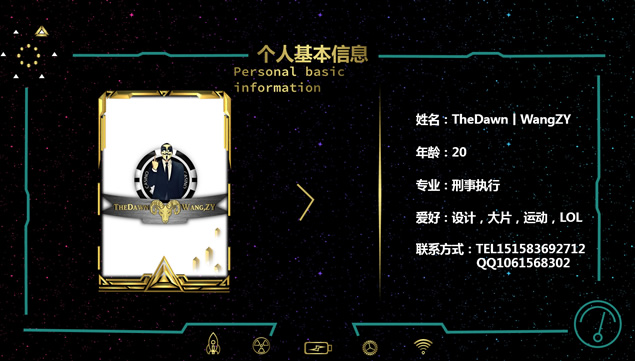 个人基本信息
Personal basic
information
姓名：TheDawn丨WangZY
年龄：20
专业：刑事执行
爱好：设计，大片，运动，LOL
联系方式：TEL151583692712
QQ1061568302
TheDawn WangZY